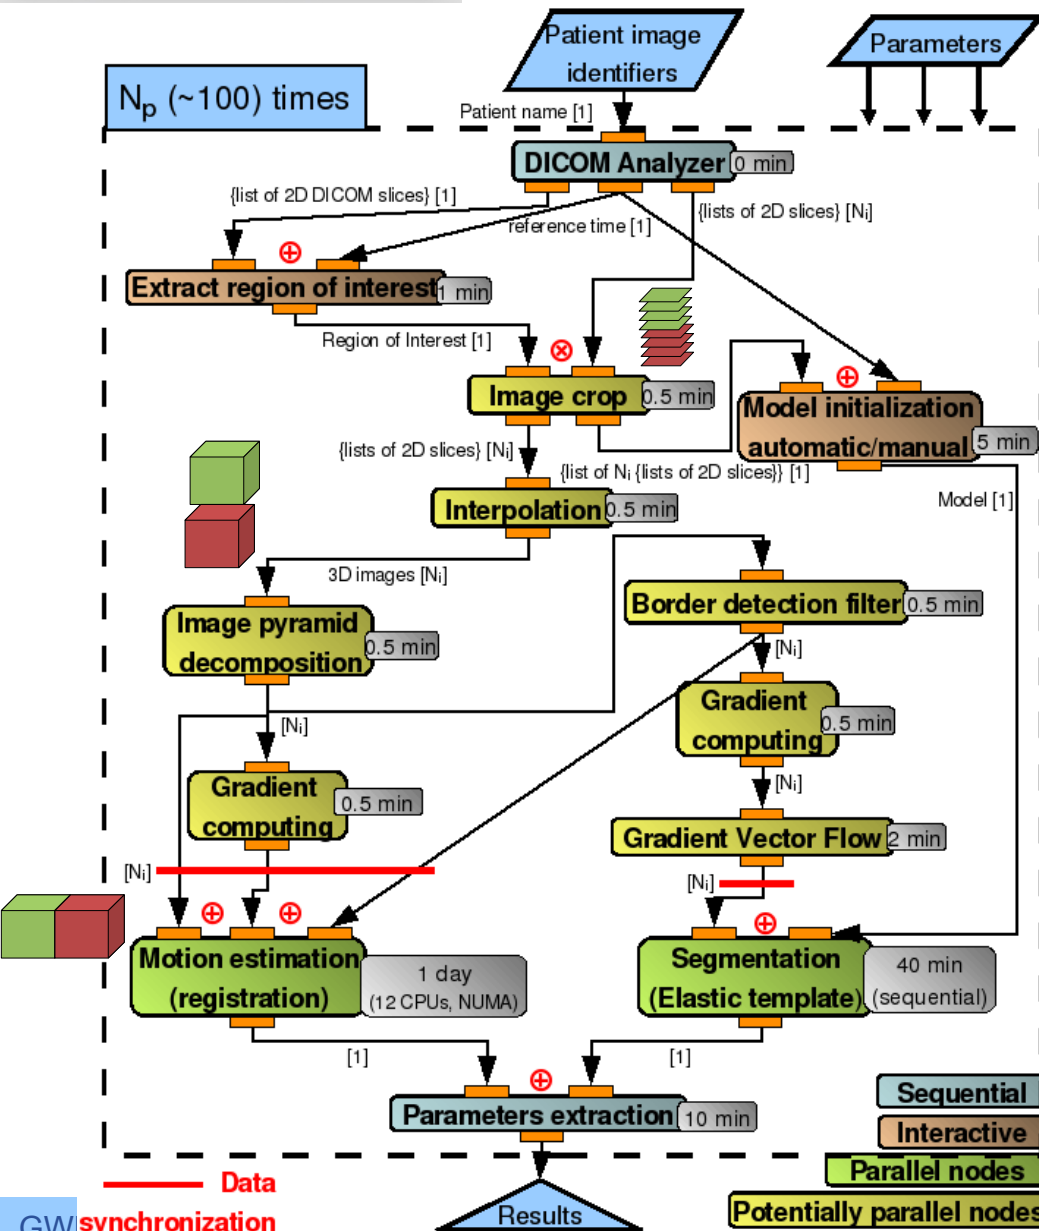 Patient image
identifiers
Parameters
Np (~100) times
Patient name [1]
DICOM Analyzer
0 min
{list of 2D DICOM slices} [1]
reference time [1]
{lists of 2D slices} [Ni]
Extract region of interest
1 min
Region of Interest [1]
Image crop
0.5 min
Model initialization
automatic/manual
5 min
{lists of 2D slices} [Ni]
{list of Ni {lists of 2D slices}} [1]
Model [1]
Interpolation
0.5 min
3D images [Ni]
Border detection filter
0.5 min
Image pyramid
decomposition
0.5 min
[Ni]
Gradient
computing
0.5 min
[Ni]
Gradient
computing
0.5 min
[Ni]
Gradient Vector Flow
2 min
[Ni]
[Ni]
Motion estimation
(registration)
1 day
(12 CPUs, NUMA)
Segmentation
(Elastic template)
40 min
(sequential)
[1]
[1]
Parameters extraction
10 min
Sequential
Interactive
Parallel nodes
Potentially parallel nodes
Data
synchronization
Results